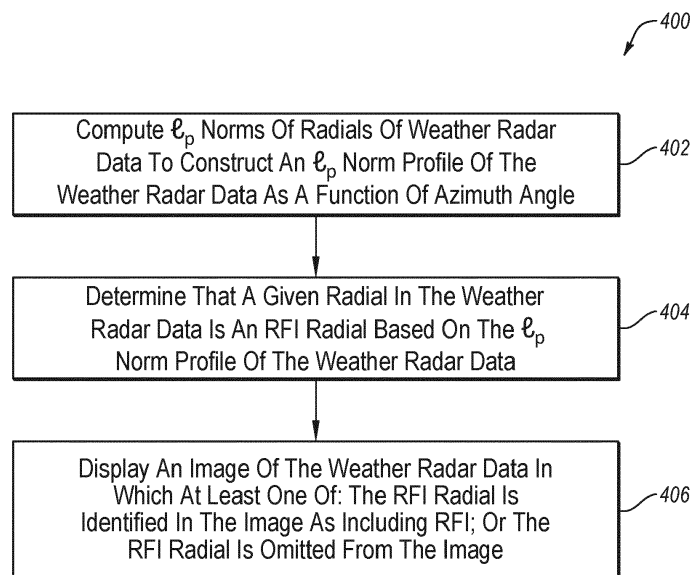 400
Compute ℓp Norms Of Radials Of Weather Radar
Data To Construct An ℓp Norm Profile Of The
Weather Radar Data As A Function Of Azimuth Angle
402
Determine That A Given Radial In The Weather
Radar Data Is An RFI Radial Based On The ℓp
Norm Profile Of The Weather Radar Data
404
Display An Image Of The Weather Radar Data In
Which At Least One Of: The RFI Radial Is
Identified In The Image As Including RFI; Or The
RFI Radial Is Omitted From The Image
406